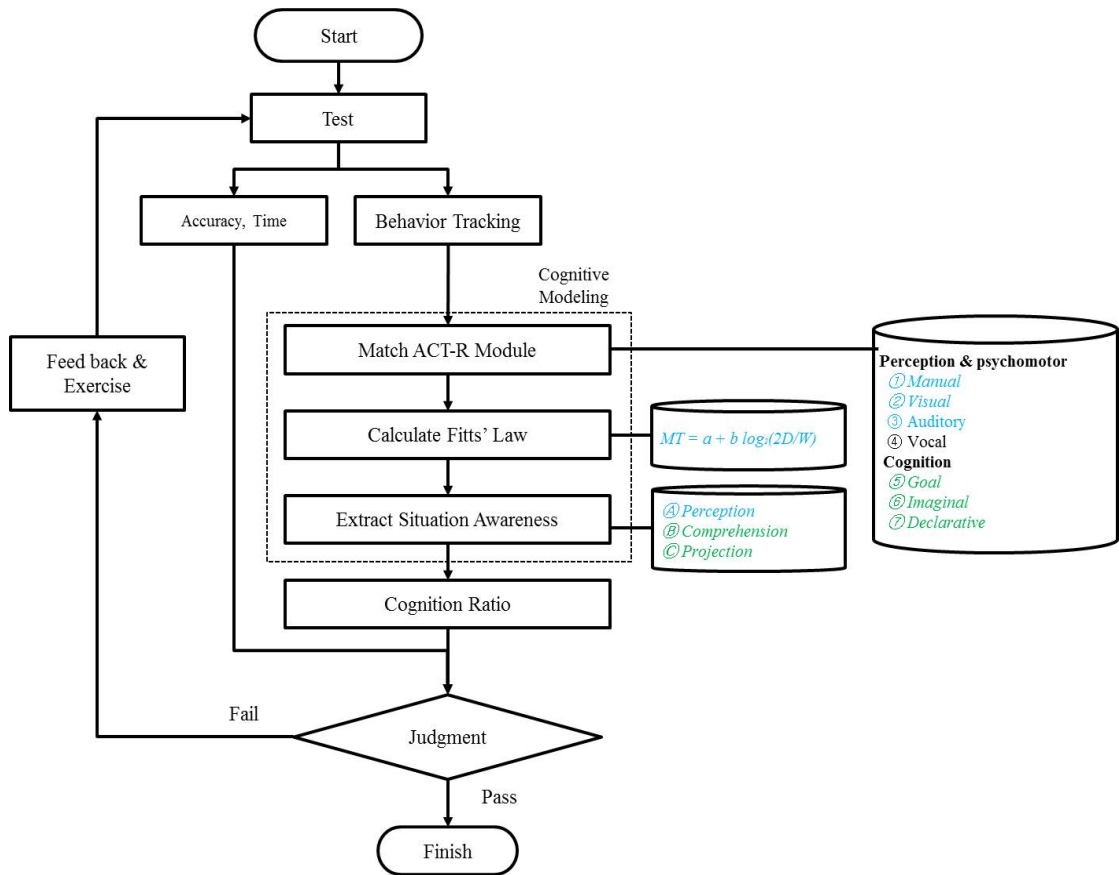 Start
Test
Accuracy, Time
Behavior Tracking
Cognitive
Modeling
Match ACT-R Module
Feed back &
Exercise
Calculate Fitts' Law
MT = a + b log₂(2D/W)
Extract Situation Awareness
Ⓐ Perception
Ⓑ Comprehension
Ⓒ Projection
Perception & psychomotor
① Manual
② Visual
③ Auditory
④ Vocal
Cognition
⑤ Goal
⑥ Imaginal
⑦ Declarative
Cognition Ratio
Fail
Judgment
Pass
Finish